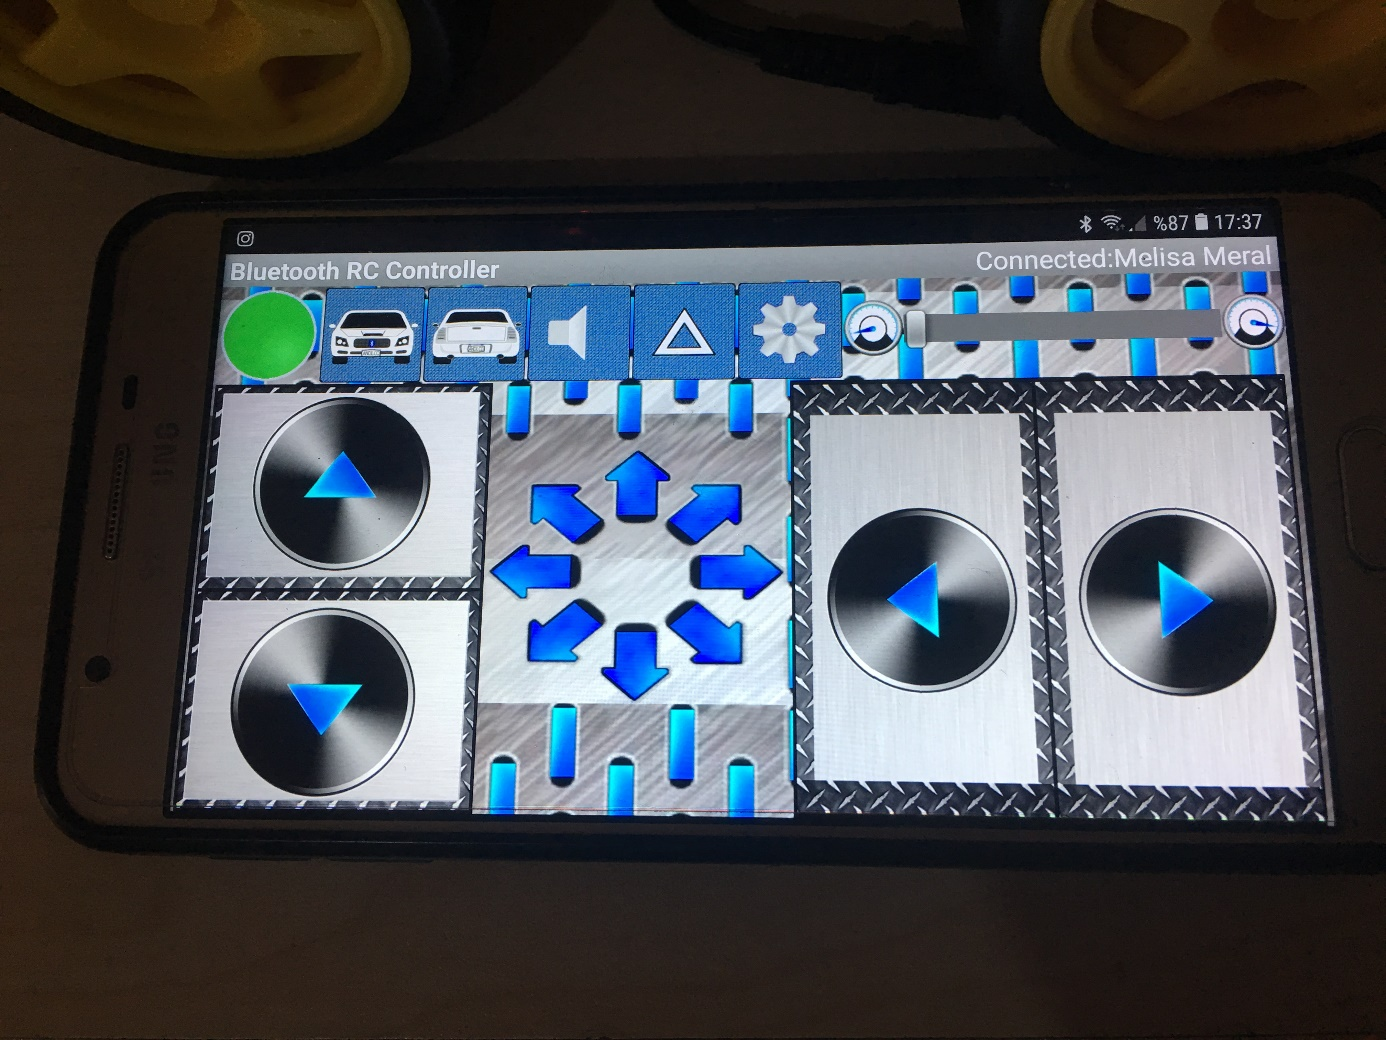 %87 17:37
Bluetooth RC Controller
Connected:Melisa Meral